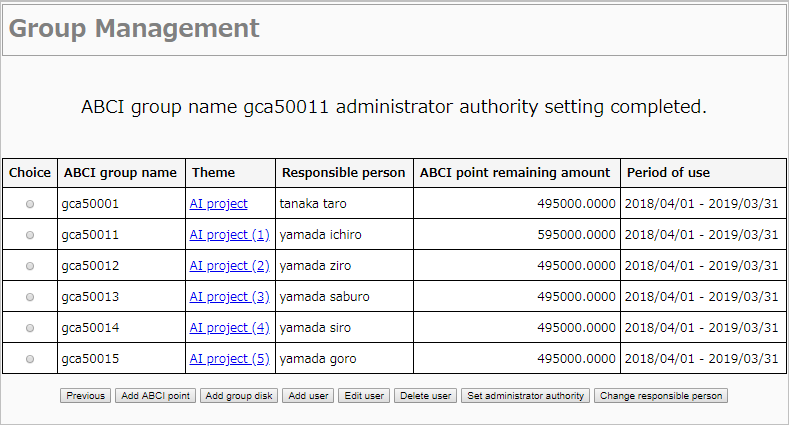 Group Management
ABCI group name gca50011 administrator authority setting completed.
Choice ABCI group name Theme Responsible person ABCI point remaining amount Period of use
gca50001 AI project tanaka taro 495000.0000 2018/04/01 - 2019/03/31
gca50011 AI project (1) yamada ichiro 595000.0000 2018/04/01 - 2019/03/31
gca50012 AI project (2) yamada ziro 495000.0000 2018/04/01 - 2019/03/31
gca50013 AI project (3) yamada saburo 495000.0000 2018/04/01 - 2019/03/31
gca50014 AI project (4) yamada siro 495000.0000 2018/04/01 - 2019/03/31
gca50015 AI project (5) yamada goro 495000.0000 2018/04/01 - 2019/03/31
Previous Add ABCI point Add group disk Add user Edit user Delete user Set administrator authority Change responsible person